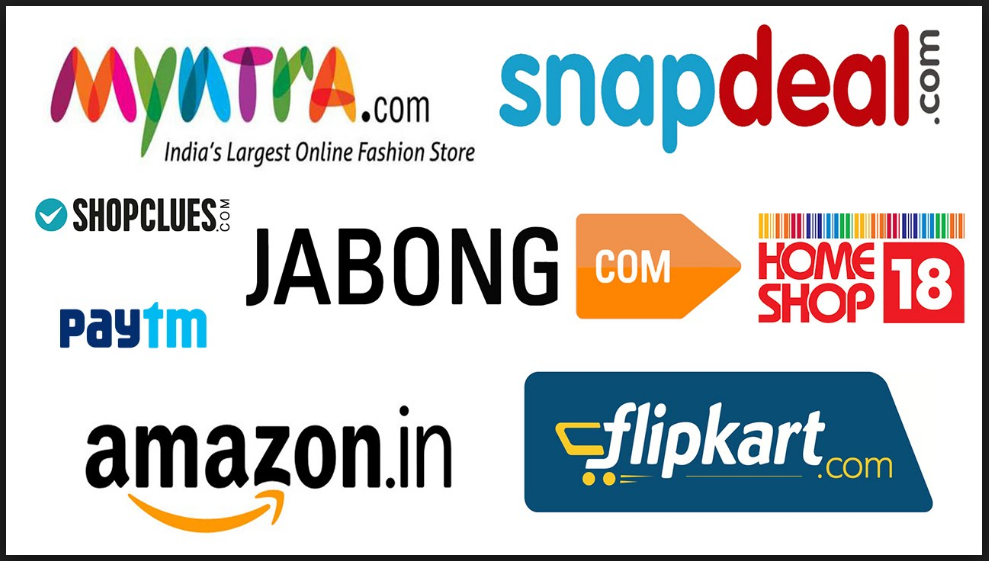 myntra.com
India's Largest Online Fashion Store
snapdeal.com
SHOPCLUES.COM
JABONG COM
HOME
SHOP 18
paytm
amazon.in
flipkart.com